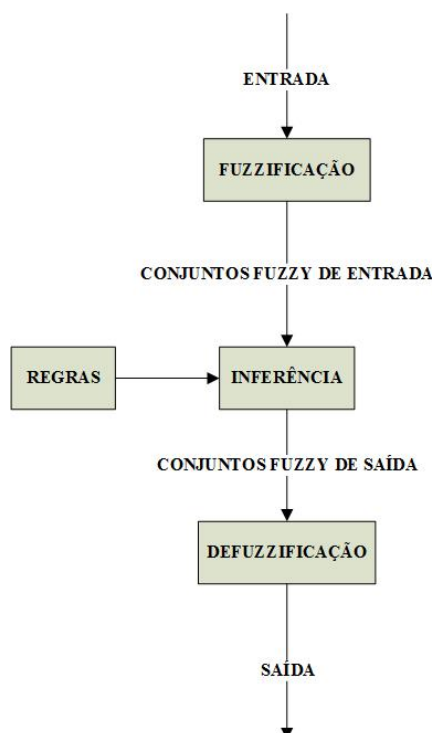 ENTRADA
FUZZIFICAÇÃO
CONJUNTOS FUZZY DE ENTRADA
REGRAS
INFERÊNCIA
CONJUNTOS FUZZY DE SAÍDA
DEFUZZIFICAÇÃO
SAÍDA